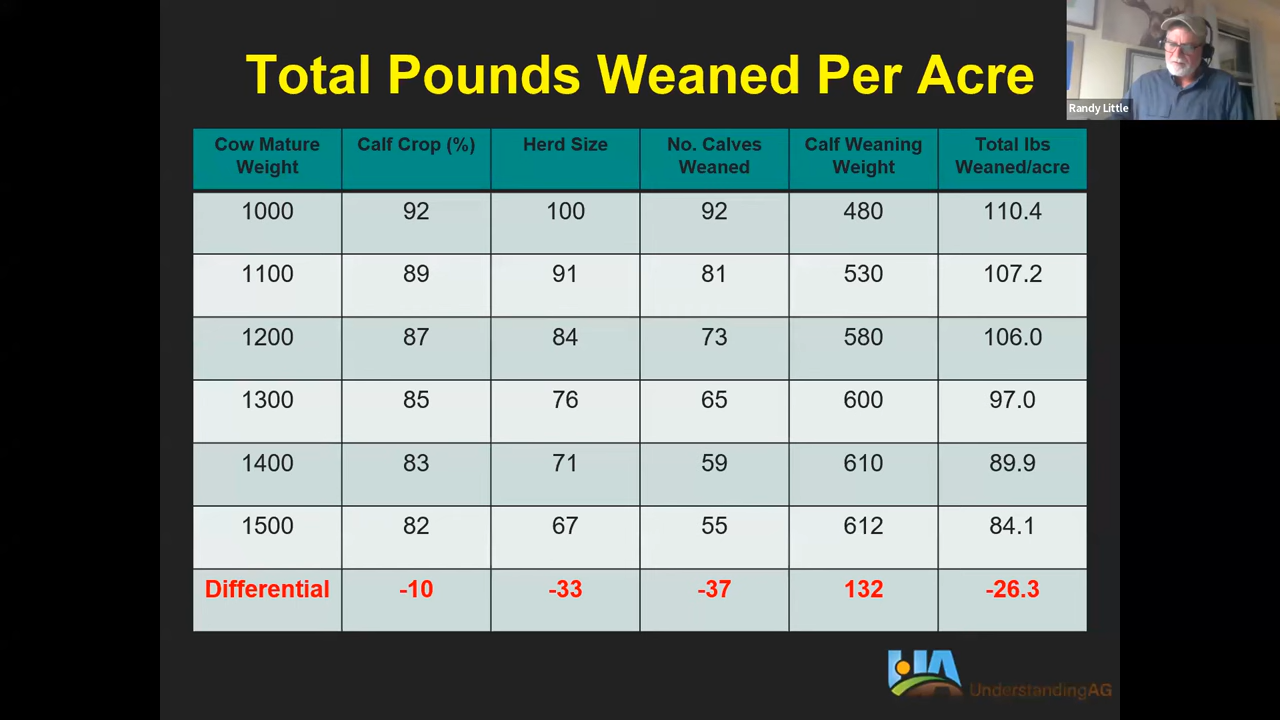 Total Pounds Weaned Per Acre
Randy Little
Cow Mature Weight Calf Crop (%) Herd Size No. Calves Weaned Calf Weaning Weight Total lbs Weaned/acre
1000 92 100 92 480 110.4
1100 89 91 81 530 107.2
1200 87 84 73 580 106.0
1300 85 76 65 600 97.0
1400 83 71 59 610 89.9
1500 82 67 55 612 84.1
Differential -10 -33 -37 132 -26.3
UA
UnderstandingAG